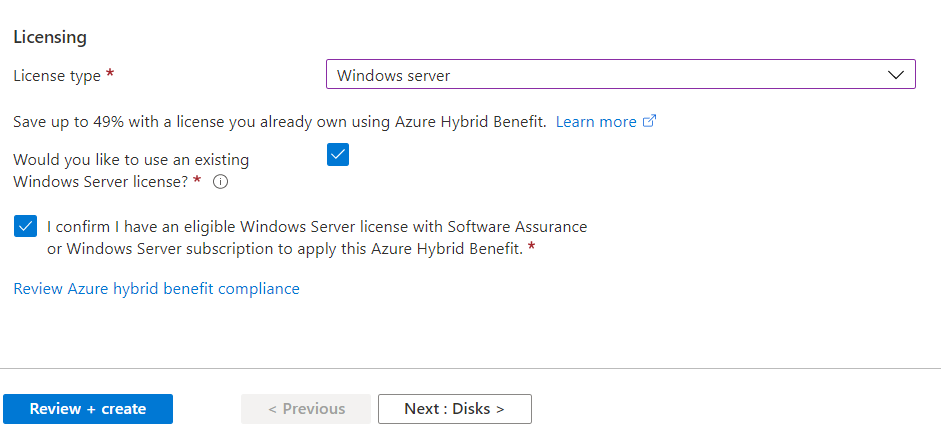 Licensing
License type *
Windows server
Save up to 49% with a license you already own using Azure Hybrid Benefit. Learn more
Would you like to use an existing
Windows Server license? *
I confirm I have an eligible Windows Server license with Software Assurance
or Windows Server subscription to apply this Azure Hybrid Benefit. *
Review Azure hybrid benefit compliance
Review + create
< Previous
Next : Disks >